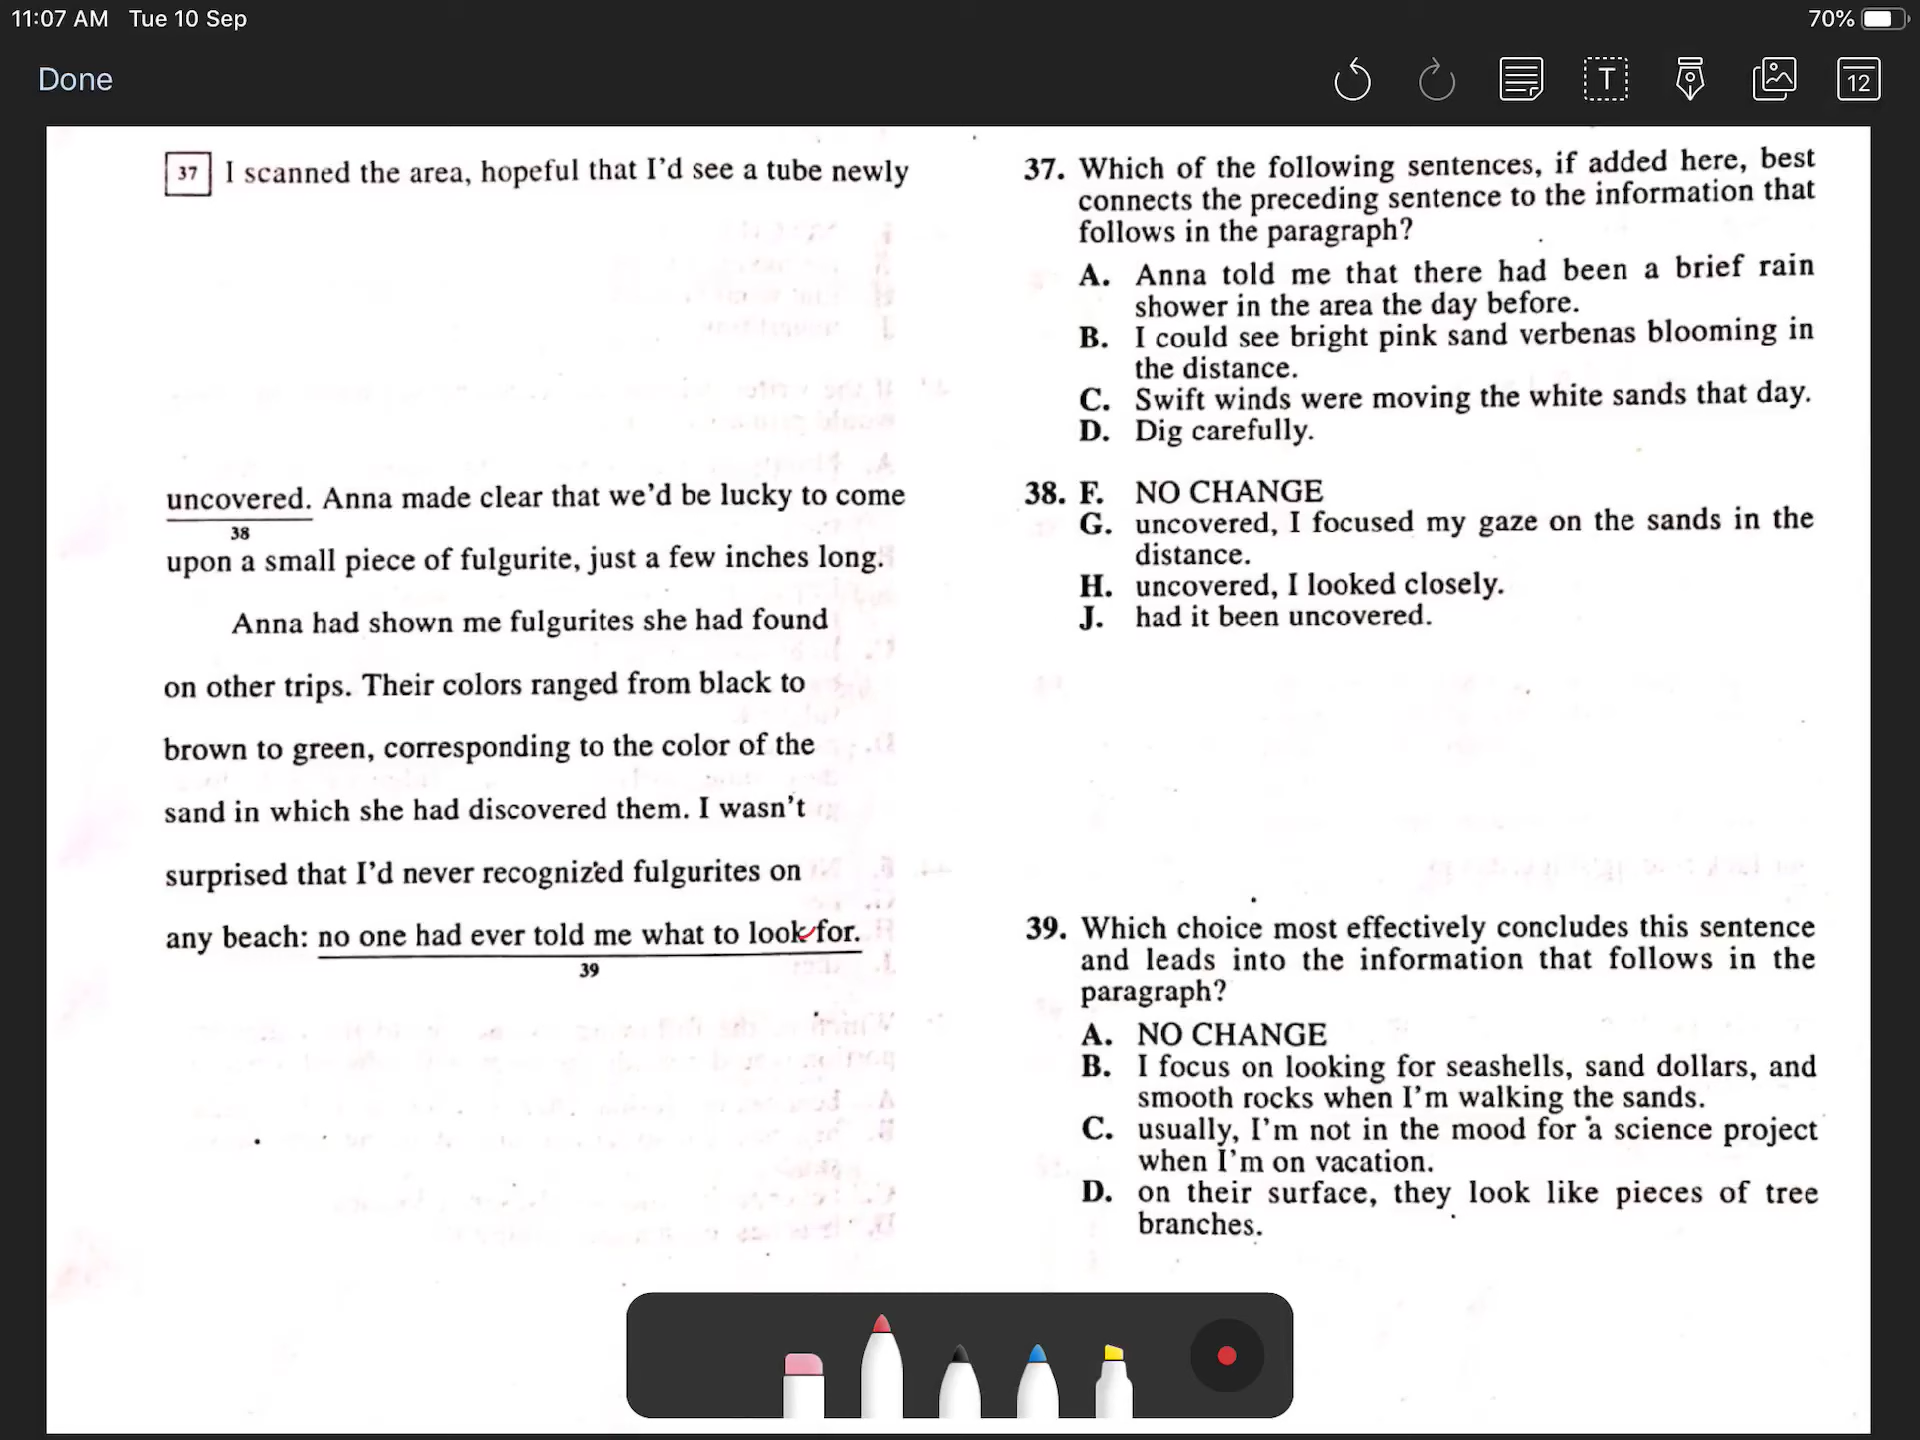 11:07 AM Tue 10 Sep
70%
Done
T
12
37 I scanned the area, hopeful that I'd see a tube newly
uncovered. Anna made clear that we'd be lucky to come
38
upon a small piece of fulgurite, just a few inches long.
Anna had shown me fulgurites she had found
on other trips. Their colors ranged from black to
brown to green, corresponding to the color of the
sand in which she had discovered them. I wasn't
surprised that I'd never recognized fulgurites on
any beach: no one had ever told me what to look for.
39
37. Which of the following sentences, if added here, best
connects the preceding sentence to the information that
follows in the paragraph?
A. Anna told me that there had been a brief rain
shower in the area the day before.
B. I could see bright pink sand verbenas blooming in
the distance.
C. Swift winds were moving the white sands that day.
D. Dig carefully.
38. F. NO CHANGE
G. uncovered, I focused my gaze on the sands in the
distance.
H. uncovered, I looked closely.
J. had it been uncovered.
39. Which choice most effectively concludes this sentence
and leads into the information that follows in the
paragraph?
A. NO CHANGE
B. I focus on looking for seashells, sand dollars, and
smooth rocks when I'm walking the sands.
C. usually, I'm not in the mood for a science project
when I'm on vacation.
D. on their surface, they look like pieces of tree
branches.